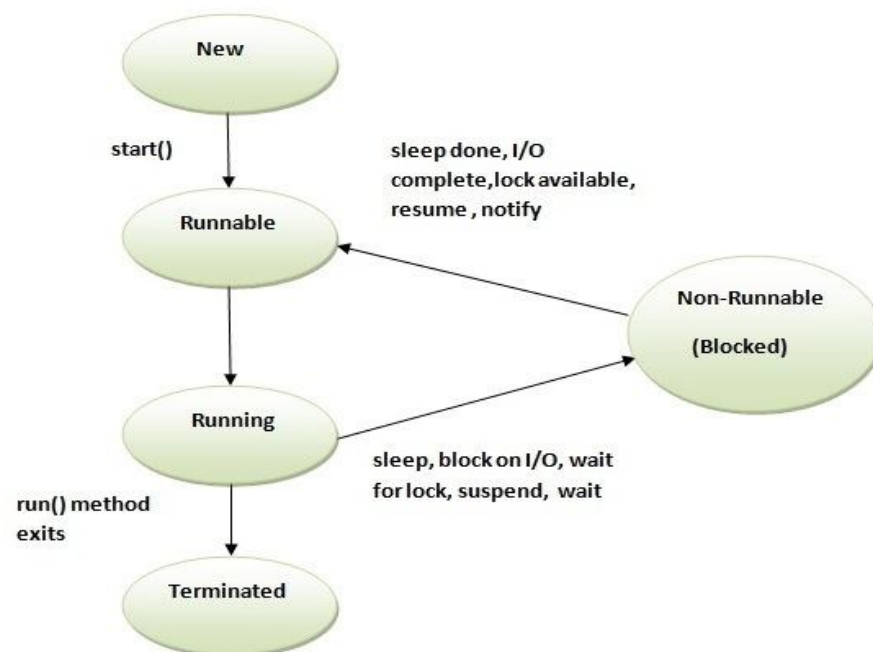 New
start()
sleep done, I/O
complete,lock available,
resume , notify
Runnable
Non-Runnable
(Blocked)
Running
sleep, block on I/O, wait
for lock, suspend, wait
run() method
exits
Terminated